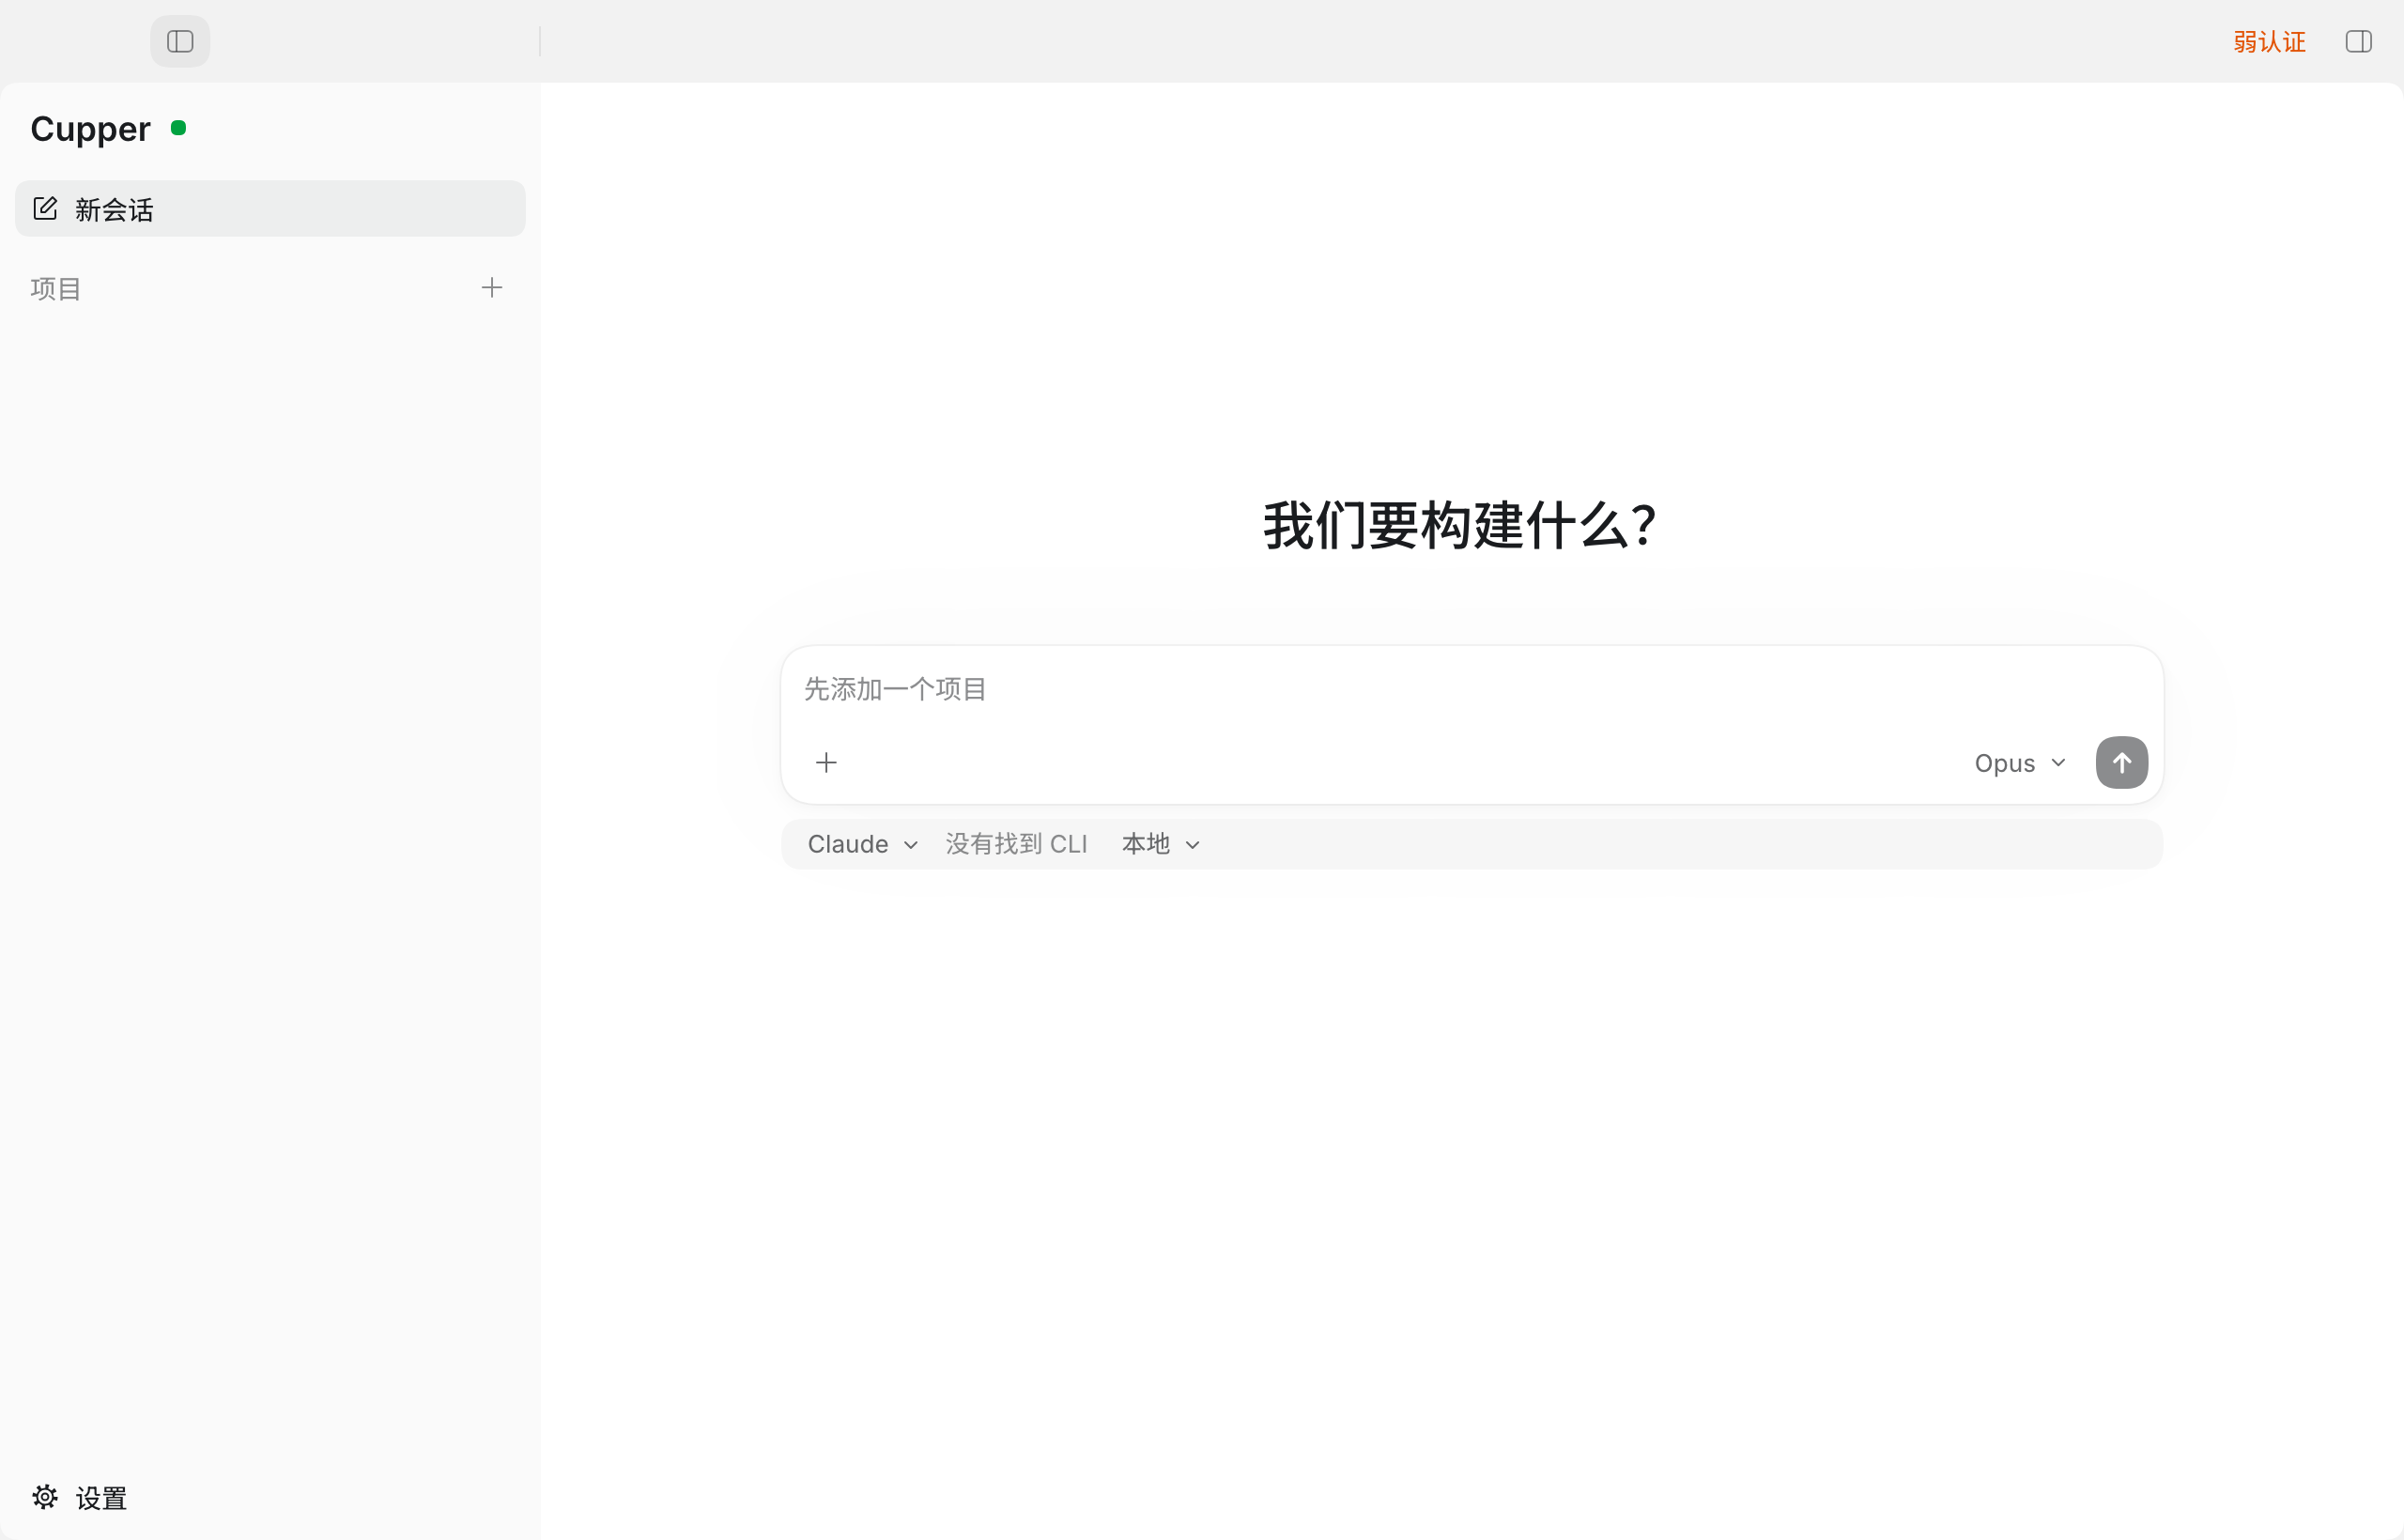 弱认证
Cupper
新会话
项目
我们要构建什么？
先添加一个项目
Opus
Claude 没有找到 CLI 本地
设置